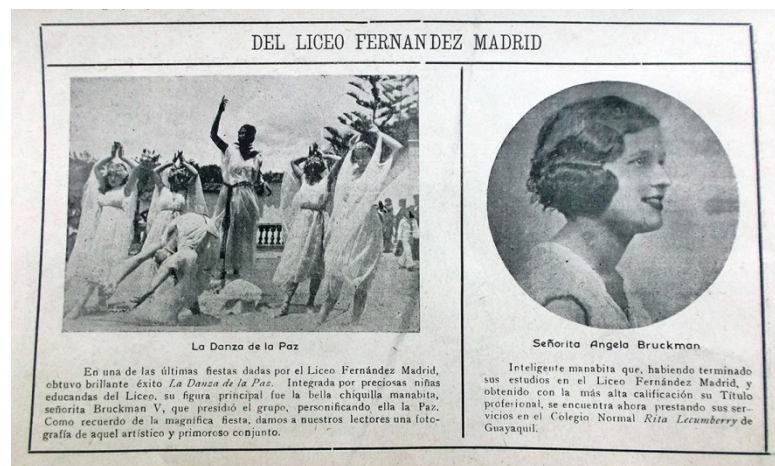 DEL LICEO FERNANDEZ MADRID
La Danza de la Paz
En una de las últimas fiestas dadas por el Liceo Fernández Madrid,
obtuvo brillante éxito La Danza de la Paz. Integrada por preciosas niñas
educandas del Liceo, su figura principal fue la bella chiquilla manabita,
señorita Bruckman V, que presidió el grupo, personificando ella la Paz.
Como recuerdo de la magnífica fiesta, damos a nuestros lectores una foto-
grafía de aquel artístico y primoroso conjunto.
Señorita Angela Bruckman
Inteligente manabita que, habiendo terminado
sus estudios en el Liceo Fernández Madrid, y
obtenido con la más alta calificación su Título
profesional, se encuentra ahora prestando sus ser-
vicios en el Colegio Normal Rita Lecumberry de
Guayaquil.